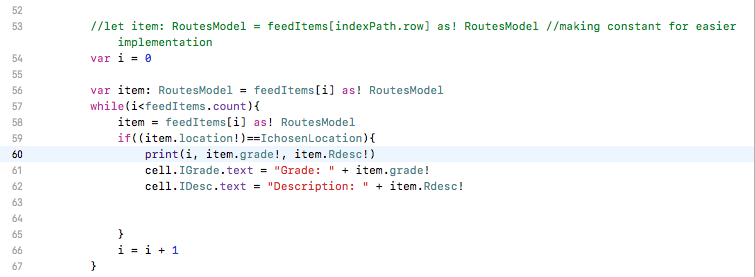 52
53 //let item: RoutesModel = feedItems[indexPath.row] as! RoutesModel //making constant for easier
implementation
54 var i = 0
55
56 var item: RoutesModel = feedItems[i] as! RoutesModel
57 while(i<feedItems.count){
58 item = feedItems[i] as! RoutesModel
59 if((item.location!)==IchosenLocation){
60 print(i, item.grade!, item.Rdesc!)
61 cell.IGrade.text = "Grade: " + item.grade!
62 cell.IDesc.text = "Description: " + item.Rdesc!
63
64
65 }
66 i = i + 1
67 }